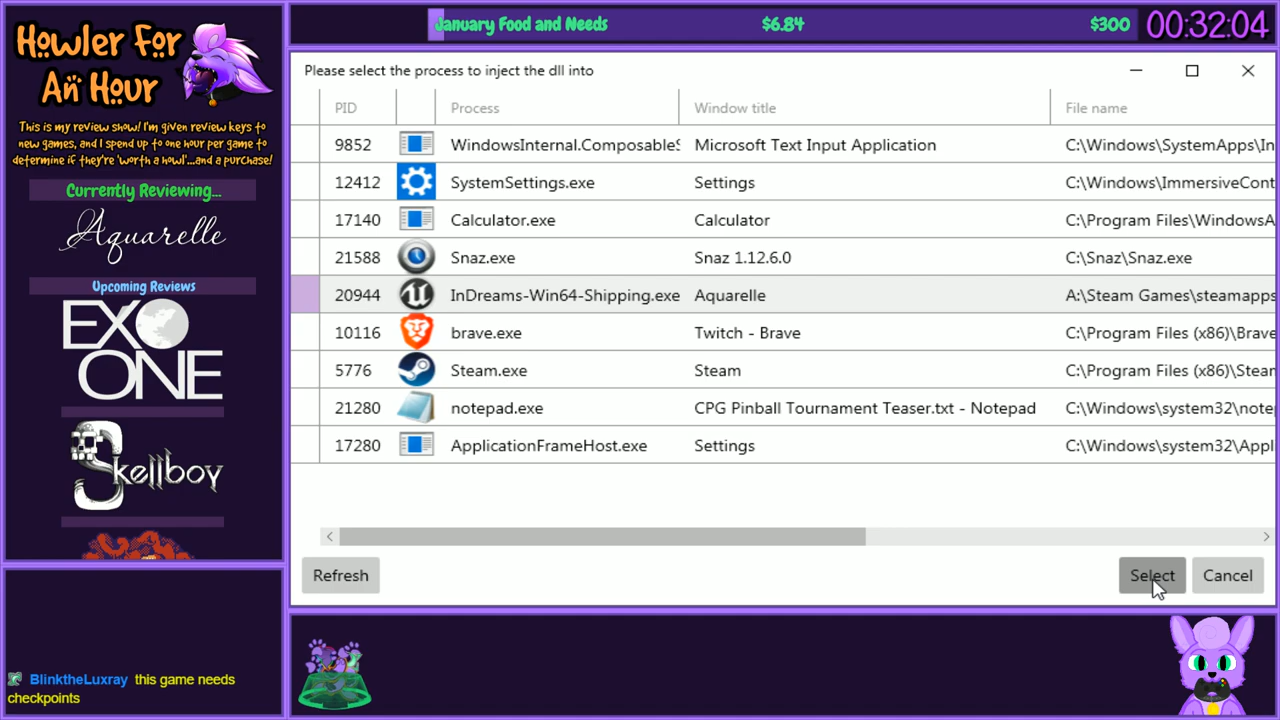 Howler For
An Hour
This is my review show! I'm given review keys to
new games, and I spend up to one hour per game to
determine if they're 'worth a howl'...and a purchase!
Currently Reviewing...
Aquarelle
Upcoming Reviews
EXO
ONE
Skellboy
BlinktheLuxray this game needs
checkpoints
January Food and Needs $6.84 $300 00:32:04
Please select the process to inject the dll into
PID Process Window title File name
9852 WindowsInternal.ComposableS Microsoft Text Input Application C:\Windows\SystemApps\In
12412 SystemSettings.exe Settings C:\Windows\ImmersiveCont
17140 Calculator.exe Calculator C:\Program Files\WindowsA
21588 Snaz.exe Snaz 1.12.6.0 C:\Snaz\Snaz.exe
20944 InDreams-Win64-Shipping.exe Aquarelle A:\Steam Games\steamapps
10116 brave.exe Twitch - Brave C:\Program Files (x86)\Brave
5776 Steam.exe Steam C:\Program Files (x86)\Stean
21280 notepad.exe CPG Pinball Tournament Teaser.txt - Notepad C:\Windows\system32\note
17280 ApplicationFrameHost.exe Settings C:\Windows\system32\Appl
Refresh Select Cancel